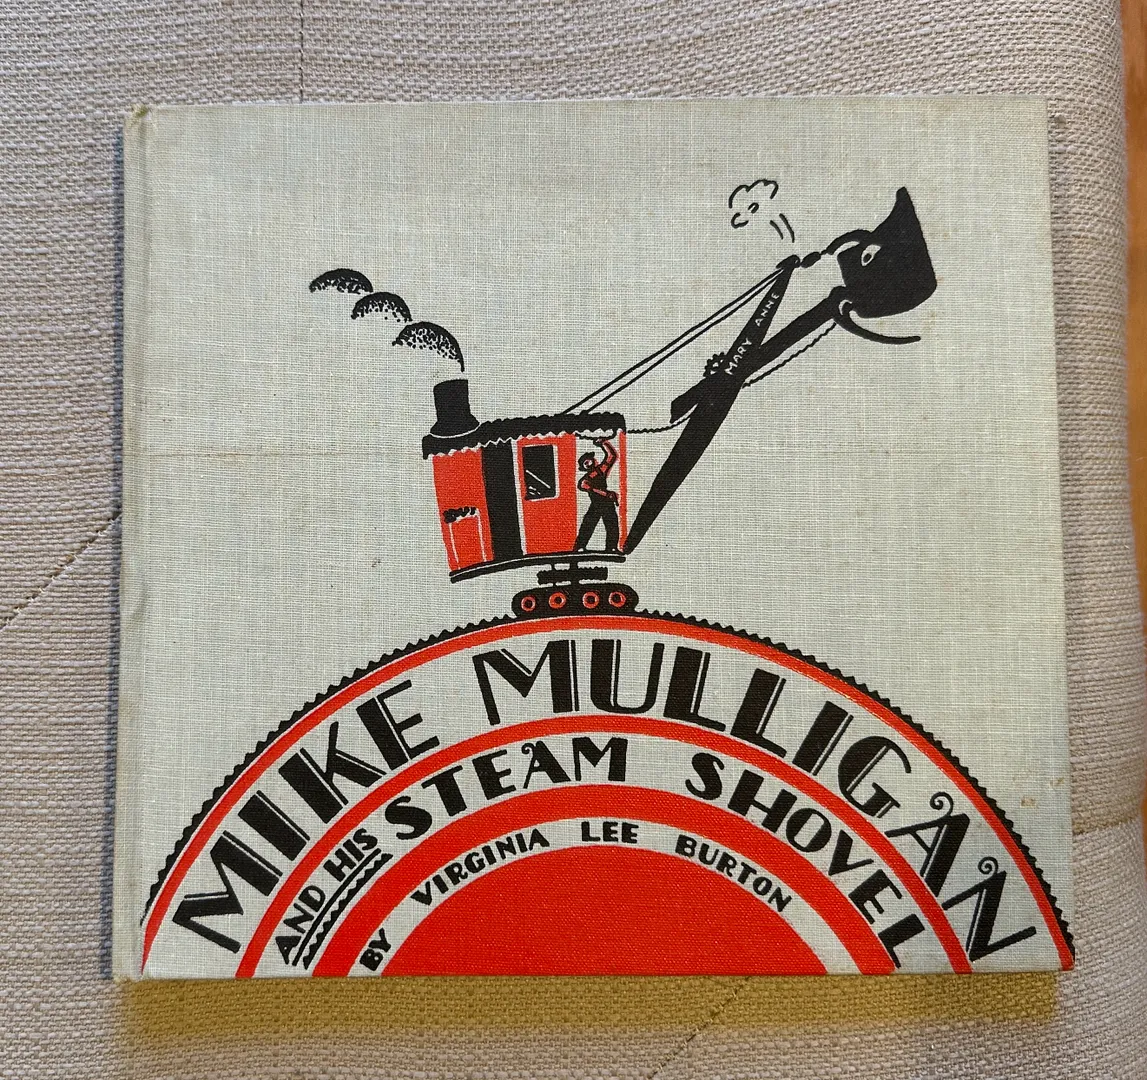 MARY ANNE
MIKE MULLIGAN
AND HIS STEAM SHOVEL
BY VIRGINIA LEE BURTON